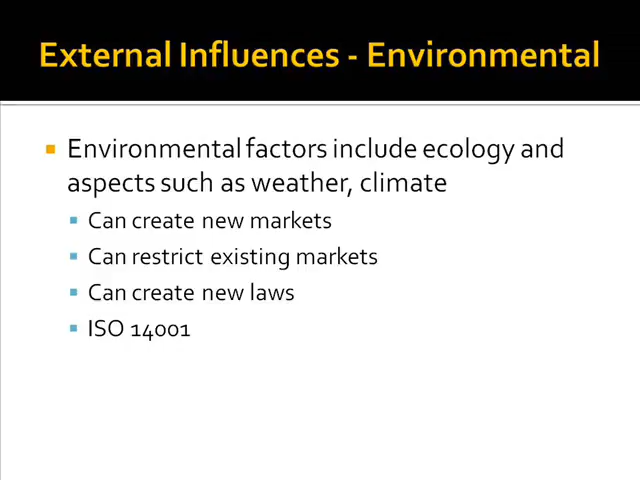 External Influences - Environmental
Environmental factors include ecology and
aspects such as weather, climate
Can create new markets
Can restrict existing markets
Can create new laws
ISO 14001